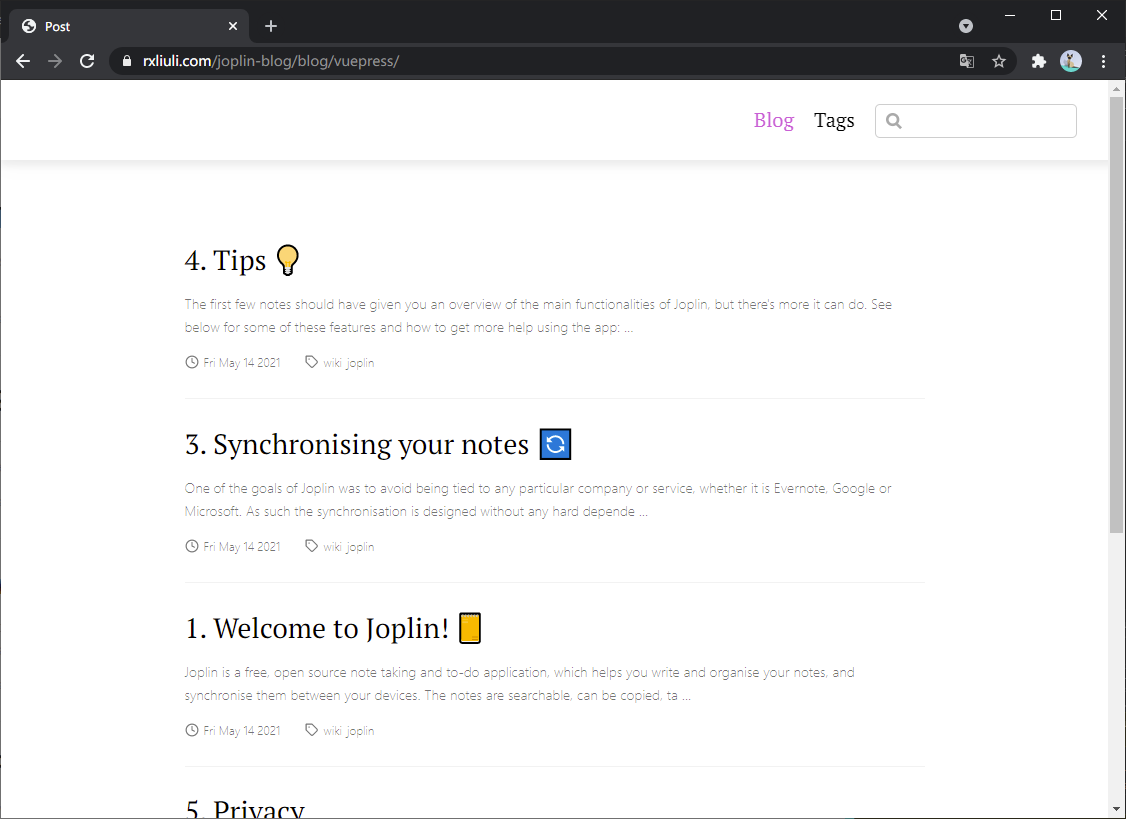 Post
rxliuli.com/joplin-blog/blog/vuepress/
Blog Tags
4. Tips 💡
The first few notes should have given you an overview of the main functionalities of Joplin, but there's more it can do. See
below for some of these features and how to get more help using the app: ...
Fri May 14 2021 wiki joplin
3. Synchronising your notes 🔄
One of the goals of Joplin was to avoid being tied to any particular company or service, whether it is Evernote, Google or
Microsoft. As such the synchronisation is designed without any hard depende ...
Fri May 14 2021 wiki joplin
1. Welcome to Joplin! 📒
Joplin is a free, open source note taking and to-do application, which helps you write and organise your notes, and
synchronise them between your devices. The notes are searchable, can be copied, ta ...
Fri May 14 2021 wiki joplin
5. Privacy